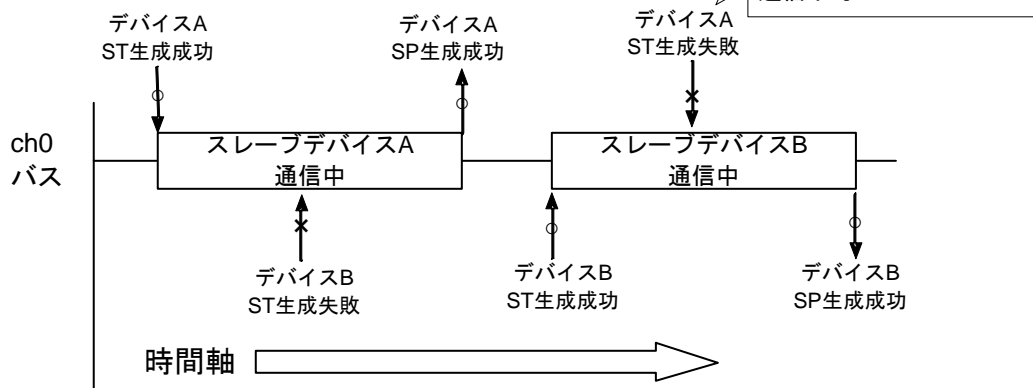 デバイスA
ST生成成功
デバイスA
SP生成成功
デバイスA
ST生成失敗
ch0
バス
スレーブデバイスA
通信中
スレーブデバイスB
通信中
デバイスB
ST生成失敗
デバイスB
ST生成成功
デバイスB
SP生成成功
時間軸